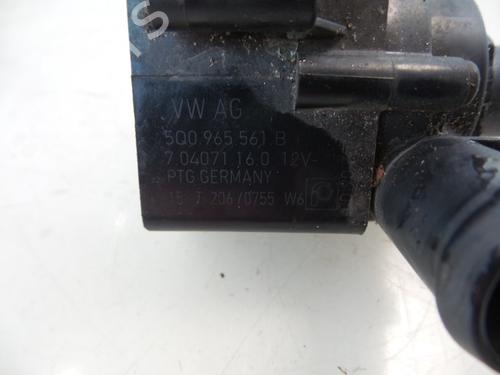 VW AG
5Q0 965 561 B
7.04071 16.0 12V-
PTG GERMANY
15 7 206/0755 W6